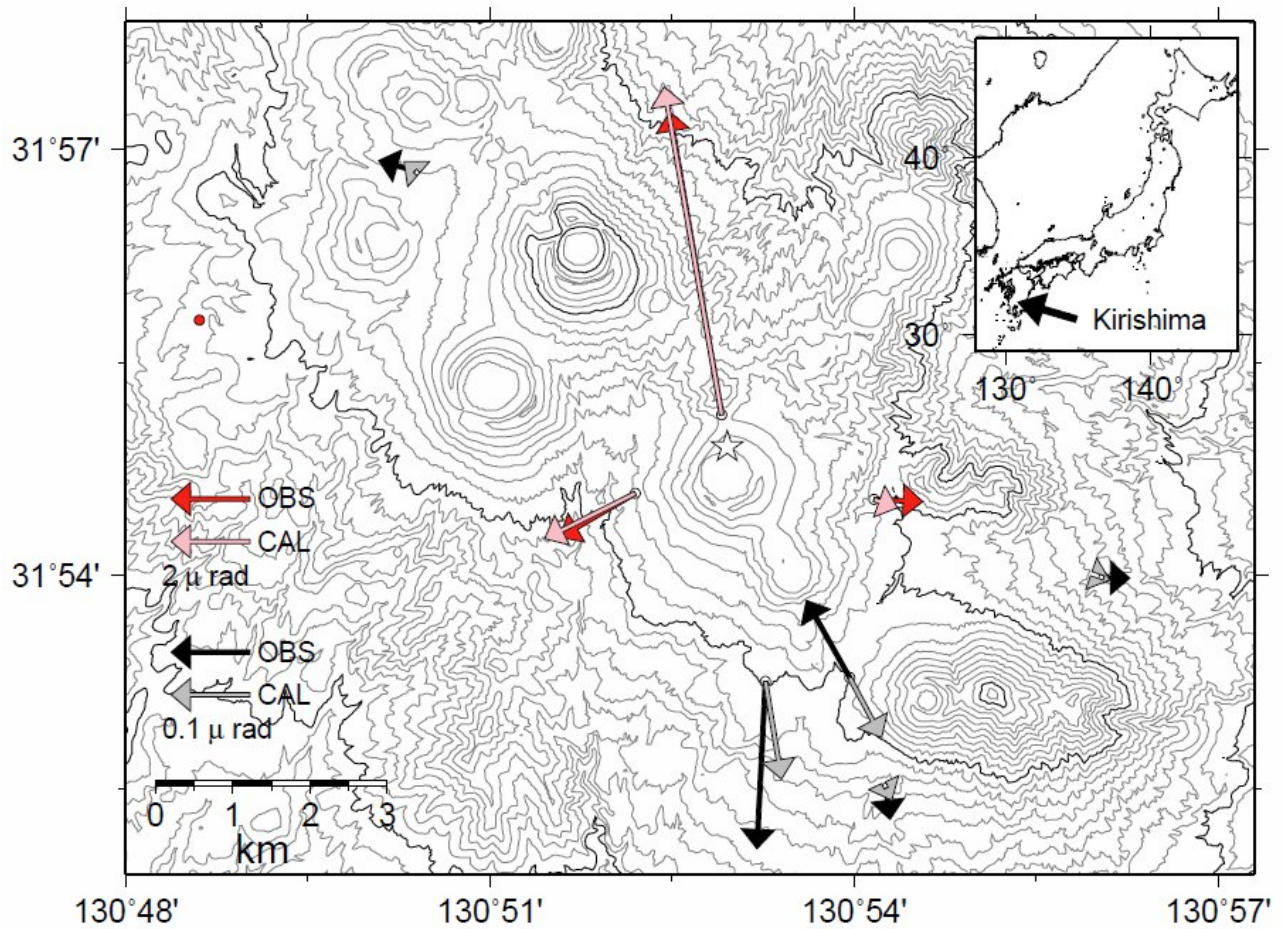 31°57'
40°
30°
Kirishima
130°
140°
OBS
CAL
2 μ rad
31°54'
OBS
CAL
0.1 μ rad
0 1 2 3
km
130°48' 130°51' 130°54' 130°57'